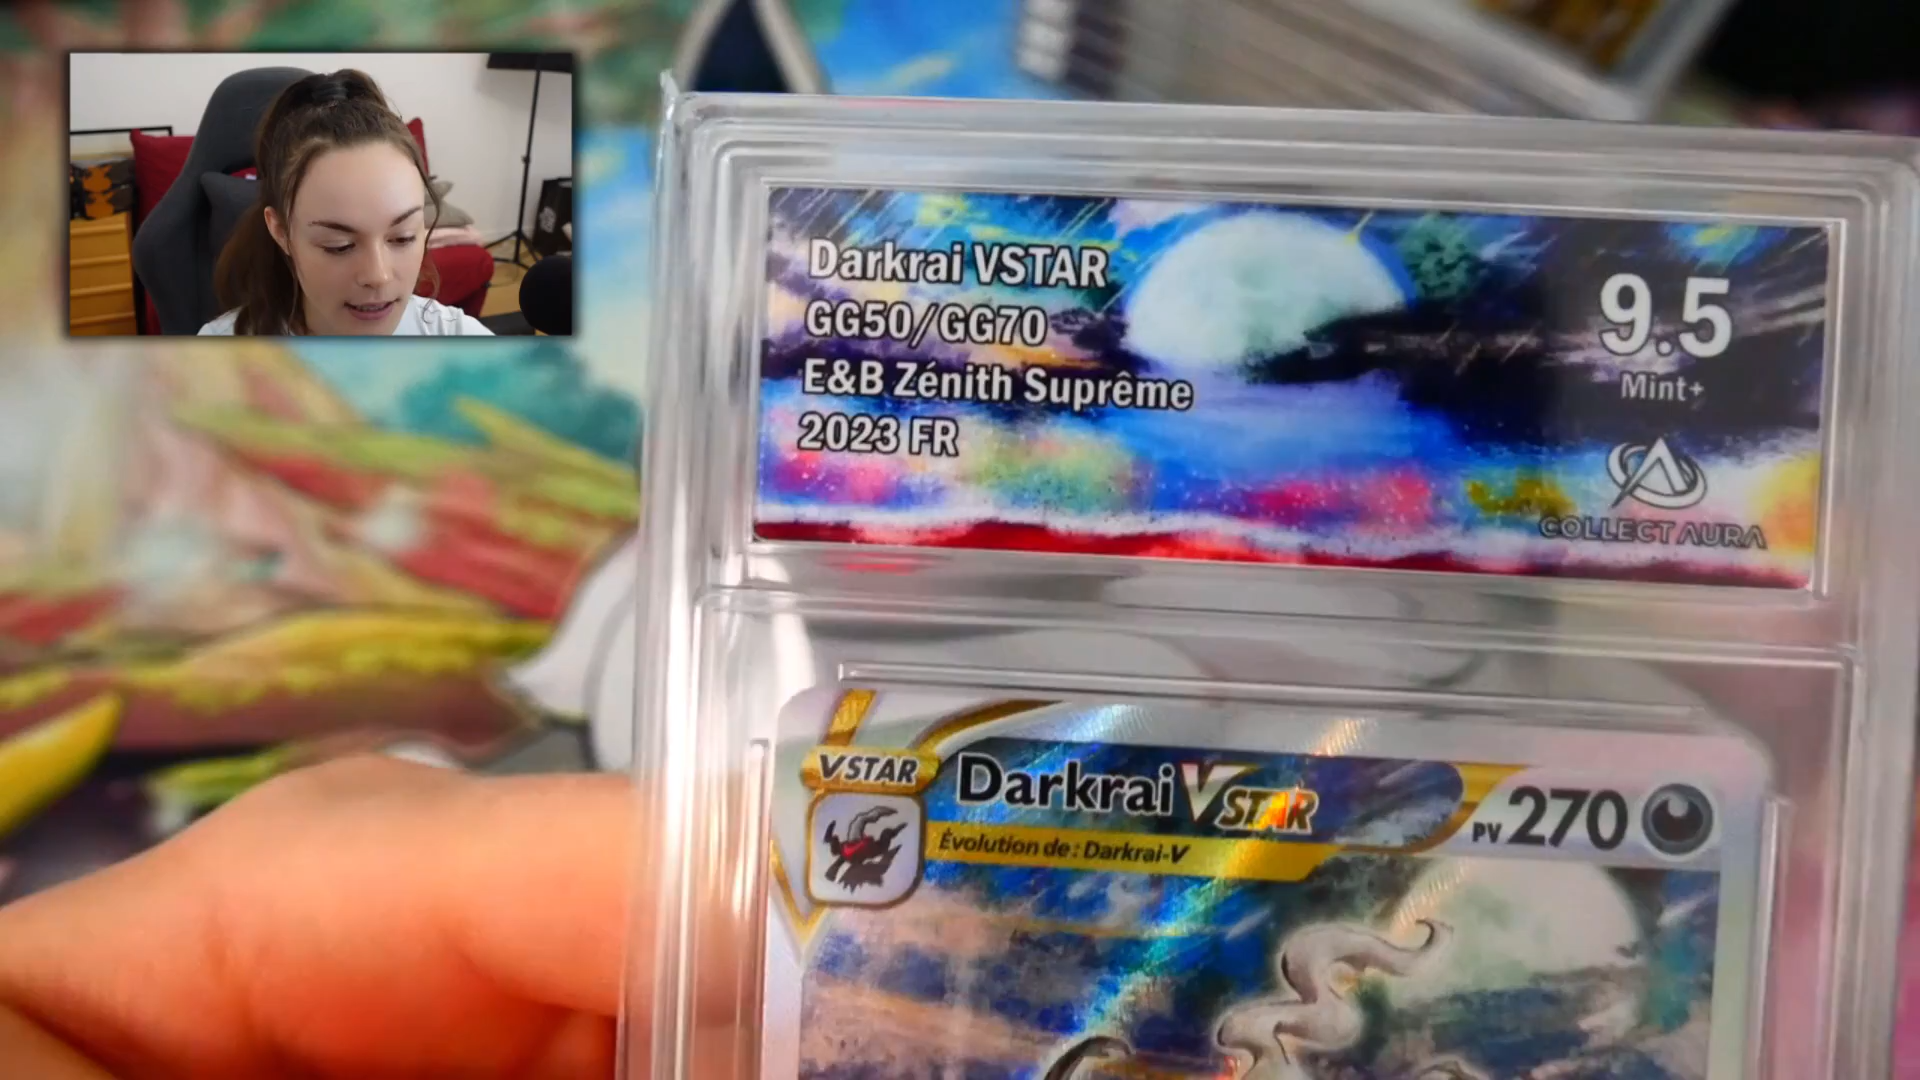 Darkrai VSTAR
GG50/GG70
E&B Zénith Suprême
2023 FR
9.5
Mint+
COLLECT AURA
VSTAR
Darkrai VSTAR
PV 270
Évolution de : Darkrai-V